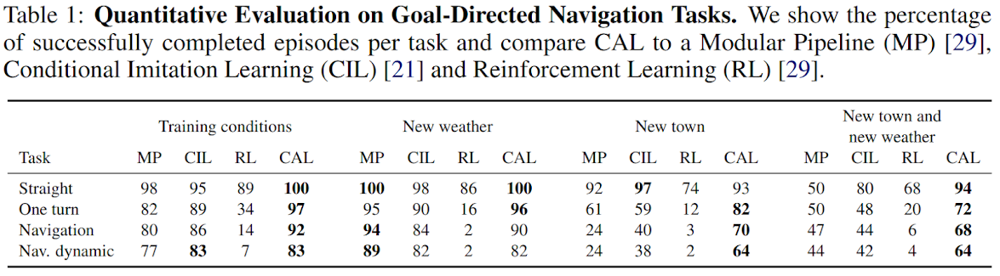 Table 1: Quantitative Evaluation on Goal-Directed Navigation Tasks. We show the percentage
of successfully completed episodes per task and compare CAL to a Modular Pipeline (MP) [29],
Conditional Imitation Learning (CIL) [21] and Reinforcement Learning (RL) [29].
Training conditions New weather New town New town and new weather
Task MP CIL RL CAL MP CIL RL CAL MP CIL RL CAL MP CIL RL CAL
Straight 98 95 89 100 100 98 86 100 92 97 74 93 50 80 68 94
One turn 82 89 34 97 95 90 16 96 61 59 12 82 50 48 20 72
Navigation 80 86 14 92 94 84 2 90 24 40 3 70 47 44 6 68
Nav. dynamic 77 83 7 83 89 82 2 82 24 38 2 64 44 42 4 64